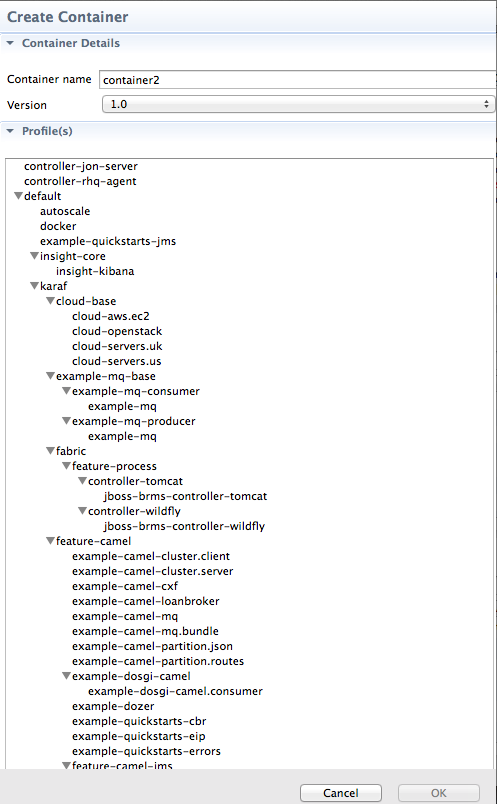 Create Container
Container Details
Container name container2
Version 1.0
Profile(s)
controller-jon-server
controller-rhq-agent
default
autoscale
docker
example-quickstarts-jms
insight-core
insight-kibana
karaf
cloud-base
cloud-aws.ec2
cloud-openstack
cloud-servers.uk
cloud-servers.us
example-mq-base
example-mq-consumer
example-mq
example-mq-producer
example-mq
fabric
feature-process
controller-tomcat
jboss-brms-controller-tomcat
controller-wildfly
jboss-brms-controller-wildfly
feature-camel
example-camel-cluster.client
example-camel-cluster.server
example-camel-cxf
example-camel-loanbroker
example-camel-mq
example-camel-mq.bundle
example-camel-partition.json
example-camel-partition.routes
example-dosgi-camel
example-dosgi-camel.consumer
example-dozer
example-quickstarts-cbr
example-quickstarts-eip
example-quickstarts-errors
feature-camel-jms
Cancel OK